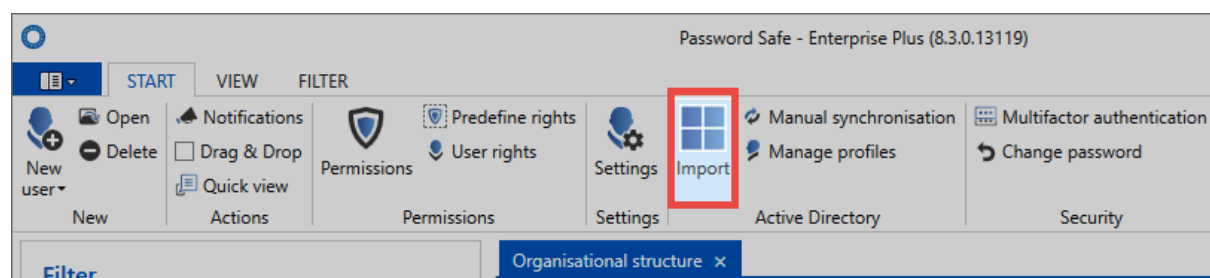 Password Safe - Enterprise Plus (8.3.0.13119)
START VIEW FILTER
New user
Open
Delete
New
Notifications
Drag & Drop
Quick view
Actions
Permissions
Predefine rights
User rights
Permissions
Settings
Settings
Import
Manual synchronisation
Manage profiles
Active Directory
Multifactor authentication
Change password
Security
Filter
Organisational structure